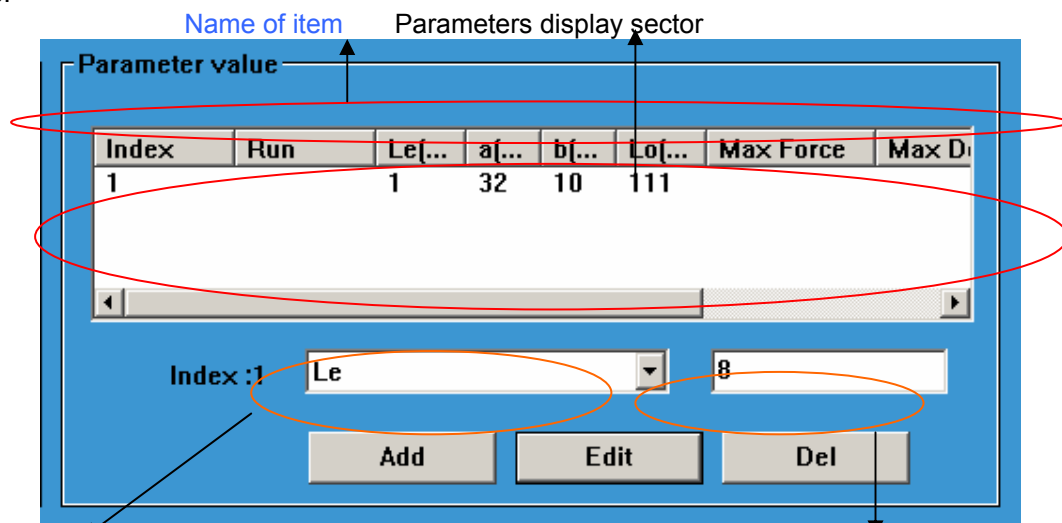 Name of item Parameters display sector
Parameter value
Index Run Le(... a(... b(... Lo(... Max Force Max D
1 1 32 10 111
Index :1 Le 8
Add Edit Del